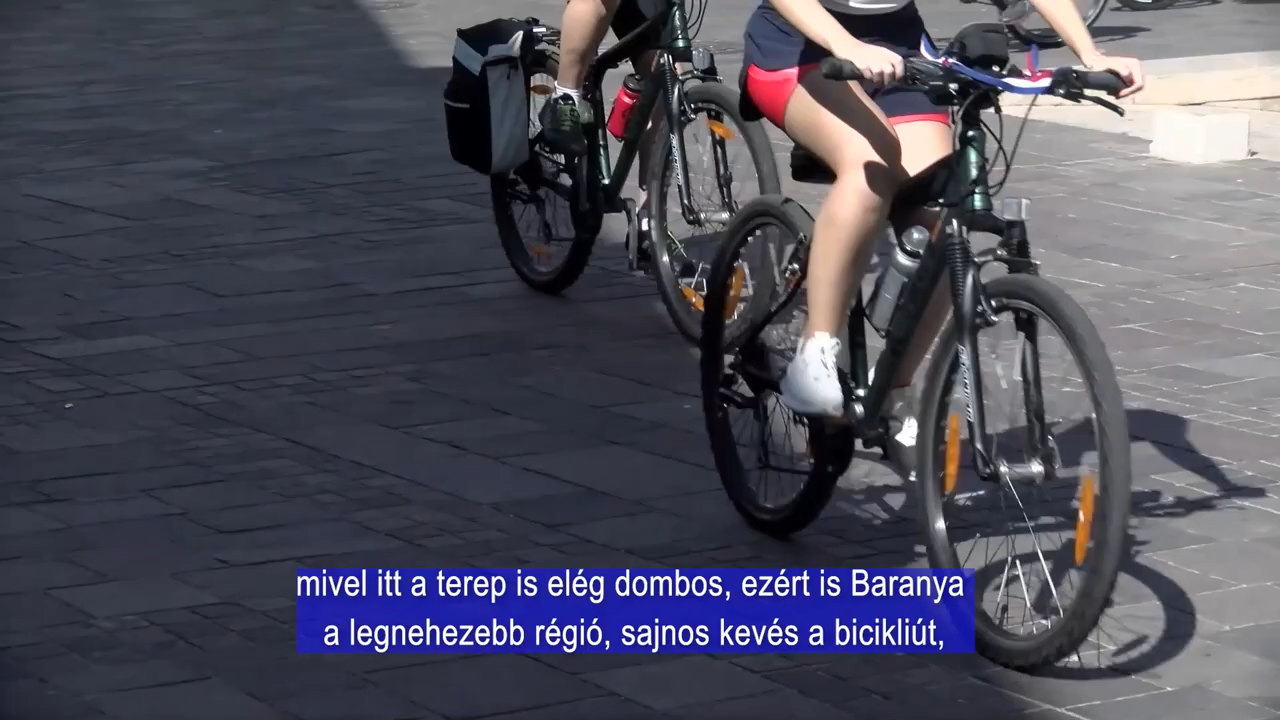 mivel itt a terep is elég dombos, ezért is Baranya
a legnehezebb régió, sajnos kevés a bicikliút,